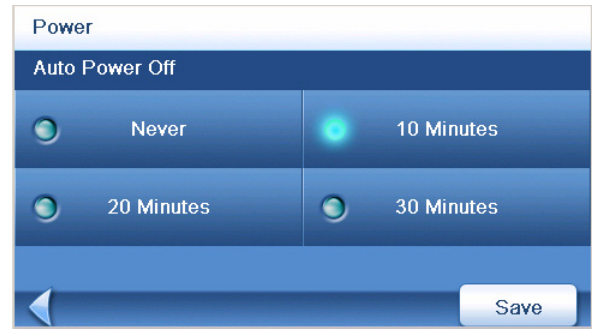 Power
Auto Power Off
Never
10 Minutes
20 Minutes
30 Minutes
Save